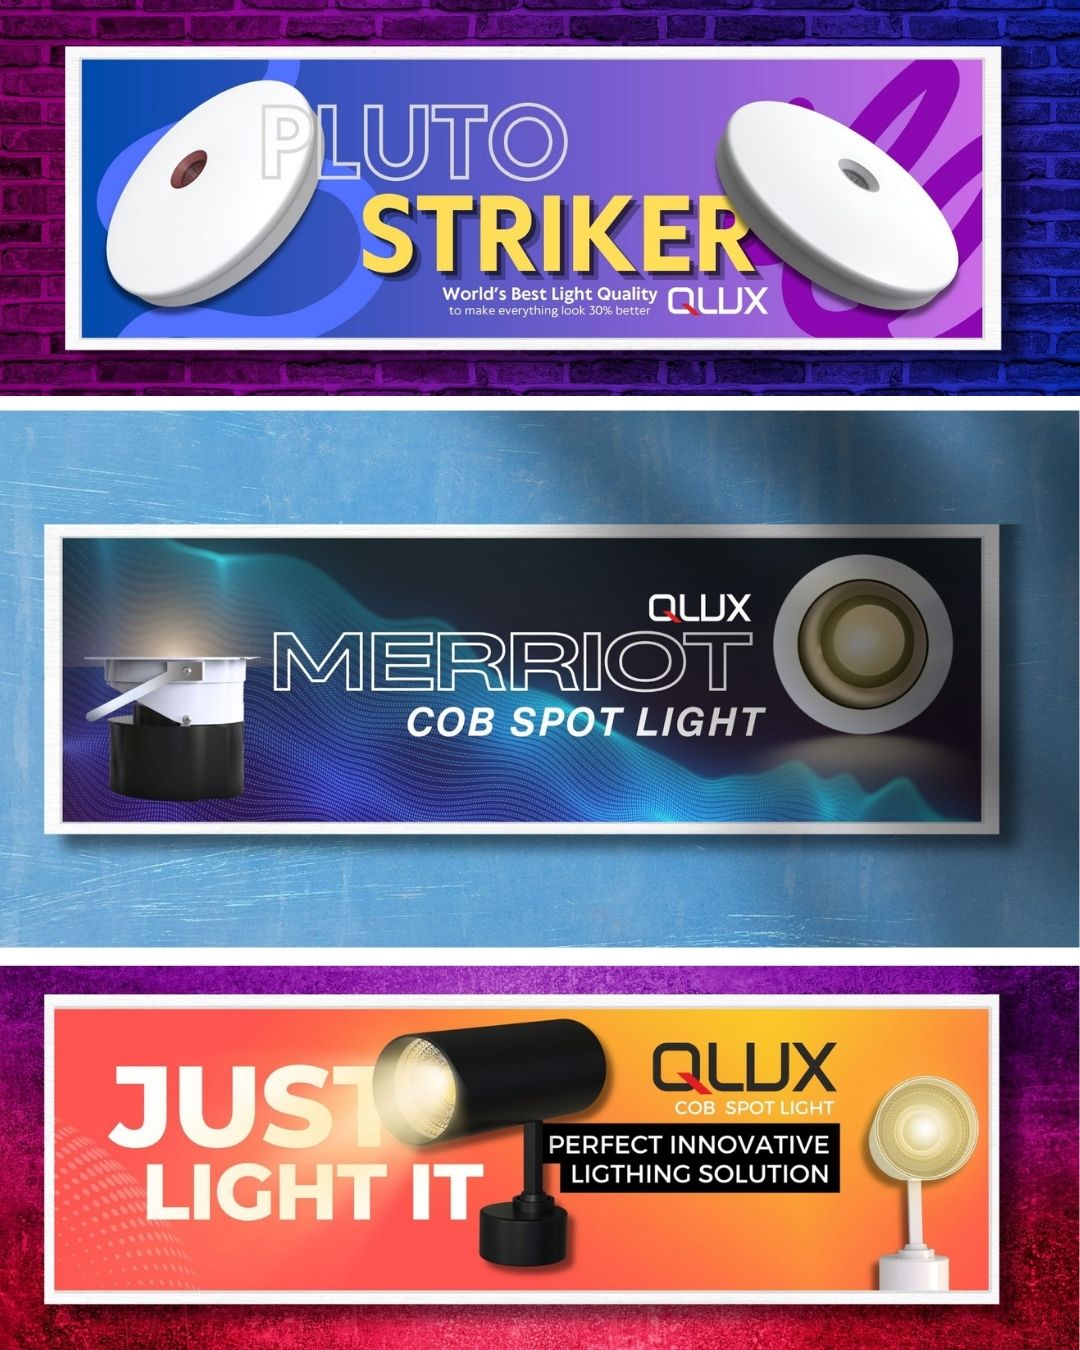 PLUTO
STRIKER
World's Best Light Quality
to make everything look 30% better
QLUX
QLUX
MERRIOT
COB SPOT LIGHT
JUST
LIGHT IT
QLUX
COB SPOT LIGHT
PERFECT INNOVATIVE
LIGTHING SOLUTION